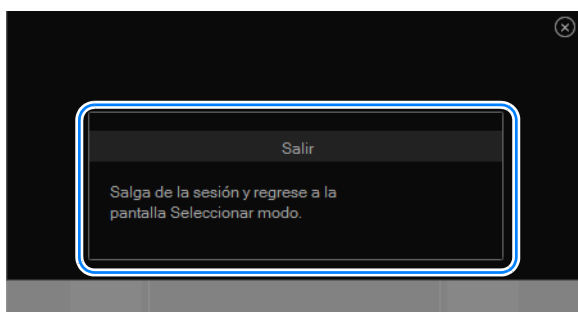 Salir
Salga de la sesión y regrese a la
pantalla Seleccionar modo.